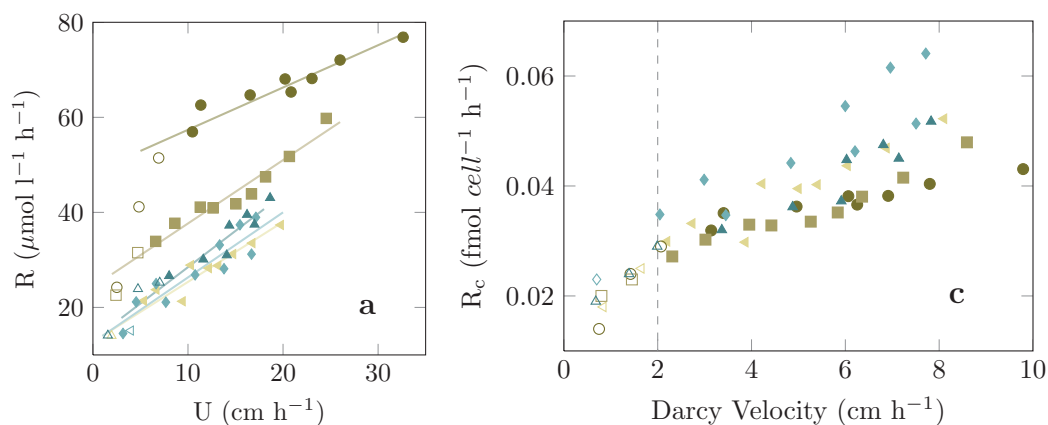 80
60
40
20
0
10
20
30
R (μmol l⁻¹ h⁻¹)
U (cm h⁻¹)
a
0.06
0.04
0.02
0
2
4
6
8
10
R_c (fmol cell⁻¹ h⁻¹)
Darcy Velocity (cm h⁻¹)
c